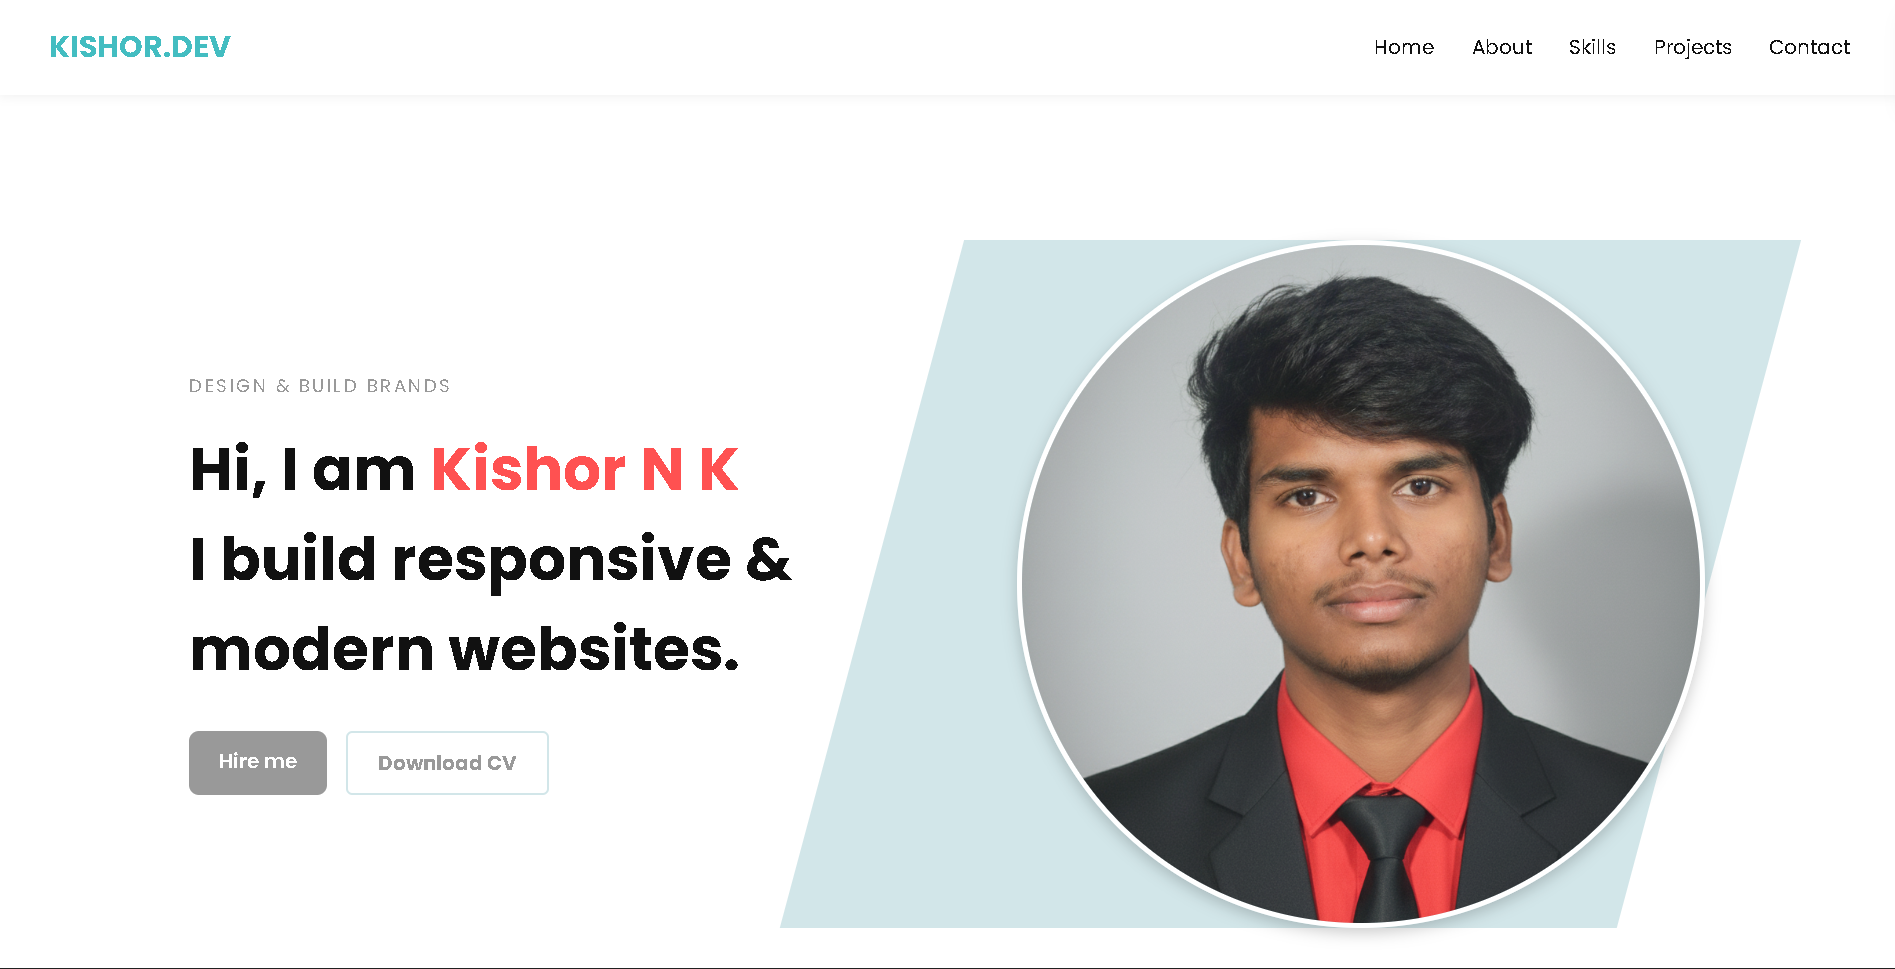 KISHOR.DEV
Home About Skills Projects Contact
DESIGN & BUILD BRANDS
Hi, I am Kishor N K
I build responsive &
modern websites.
Hire me
Download CV